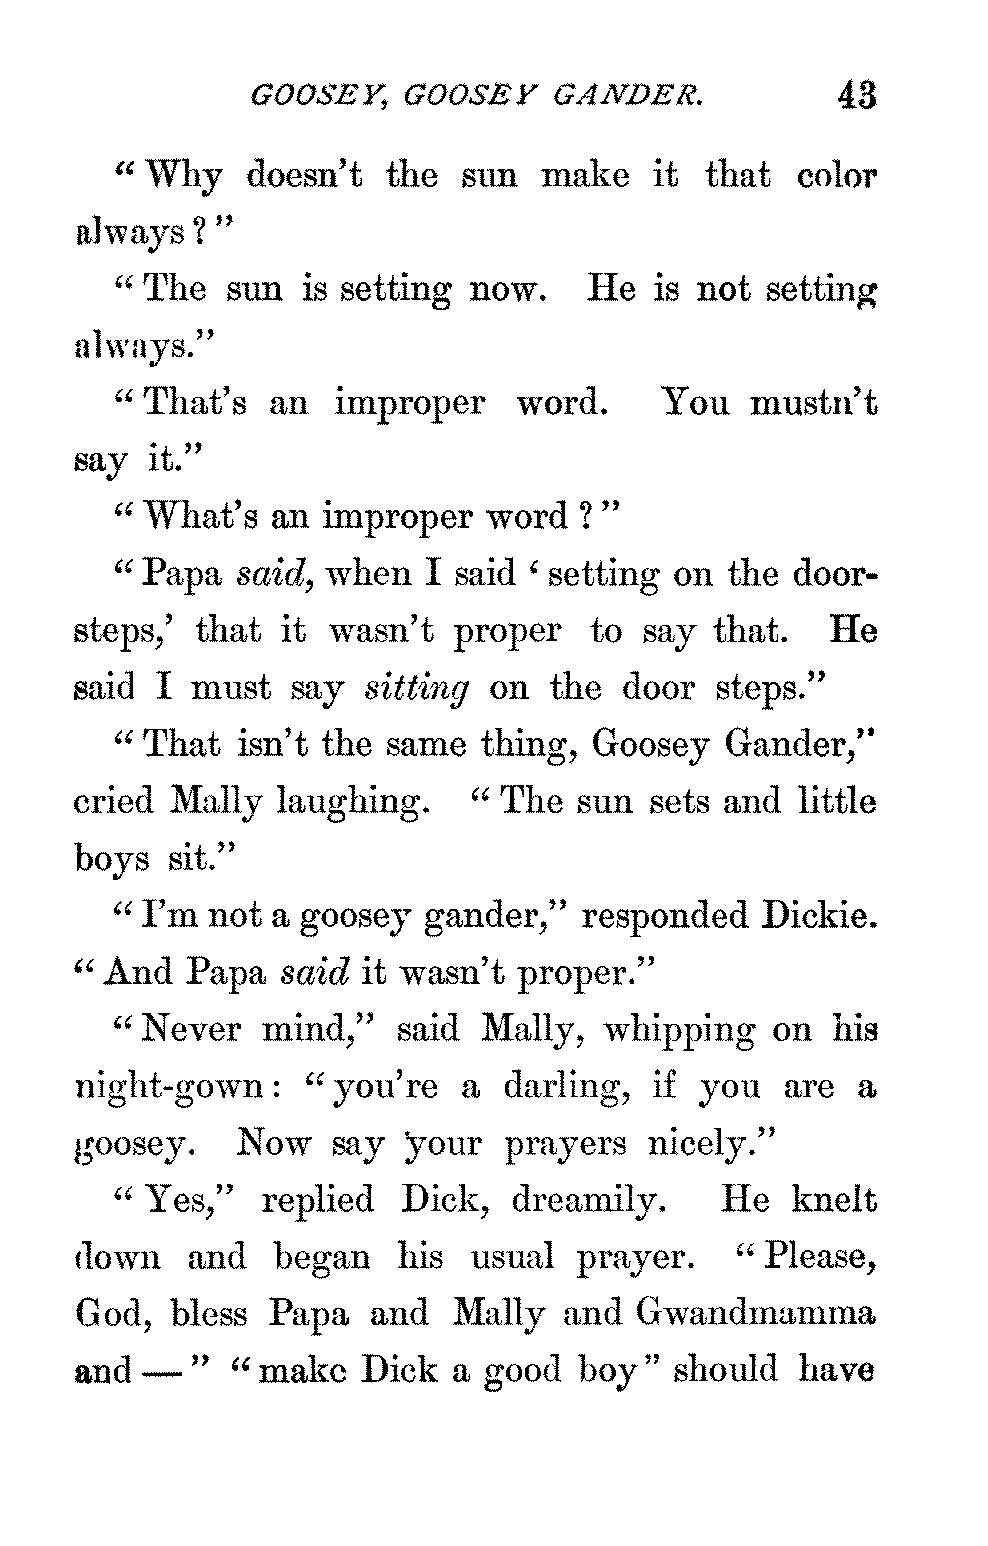 GOOSEY, GOOSEY GANDER. 43
“Why doesn’t the sun make it that color
always?”
“The sun is setting now. He is not setting
always.”
“That’s an improper word. You mustn’t
say it.”
“What’s an improper word?”
“Papa said, when I said ‘setting on the door-
steps,’ that it wasn’t proper to say that. He
said I must say sitting on the door steps.”
“That isn’t the same thing, Goosey Gander,”
cried Mally laughing. “The sun sets and little
boys sit.”
“I’m not a goosey gander,” responded Dickie.
“And Papa said it wasn’t proper.”
“Never mind,” said Mally, whipping on his
night-gown: “you’re a darling, if you are a
goosey. Now say your prayers nicely.”
“Yes,” replied Dick, dreamily. He knelt
down and began his usual prayer. “Please,
God, bless Papa and Mally and Gwandmamma
and—” “make Dick a good boy” should have